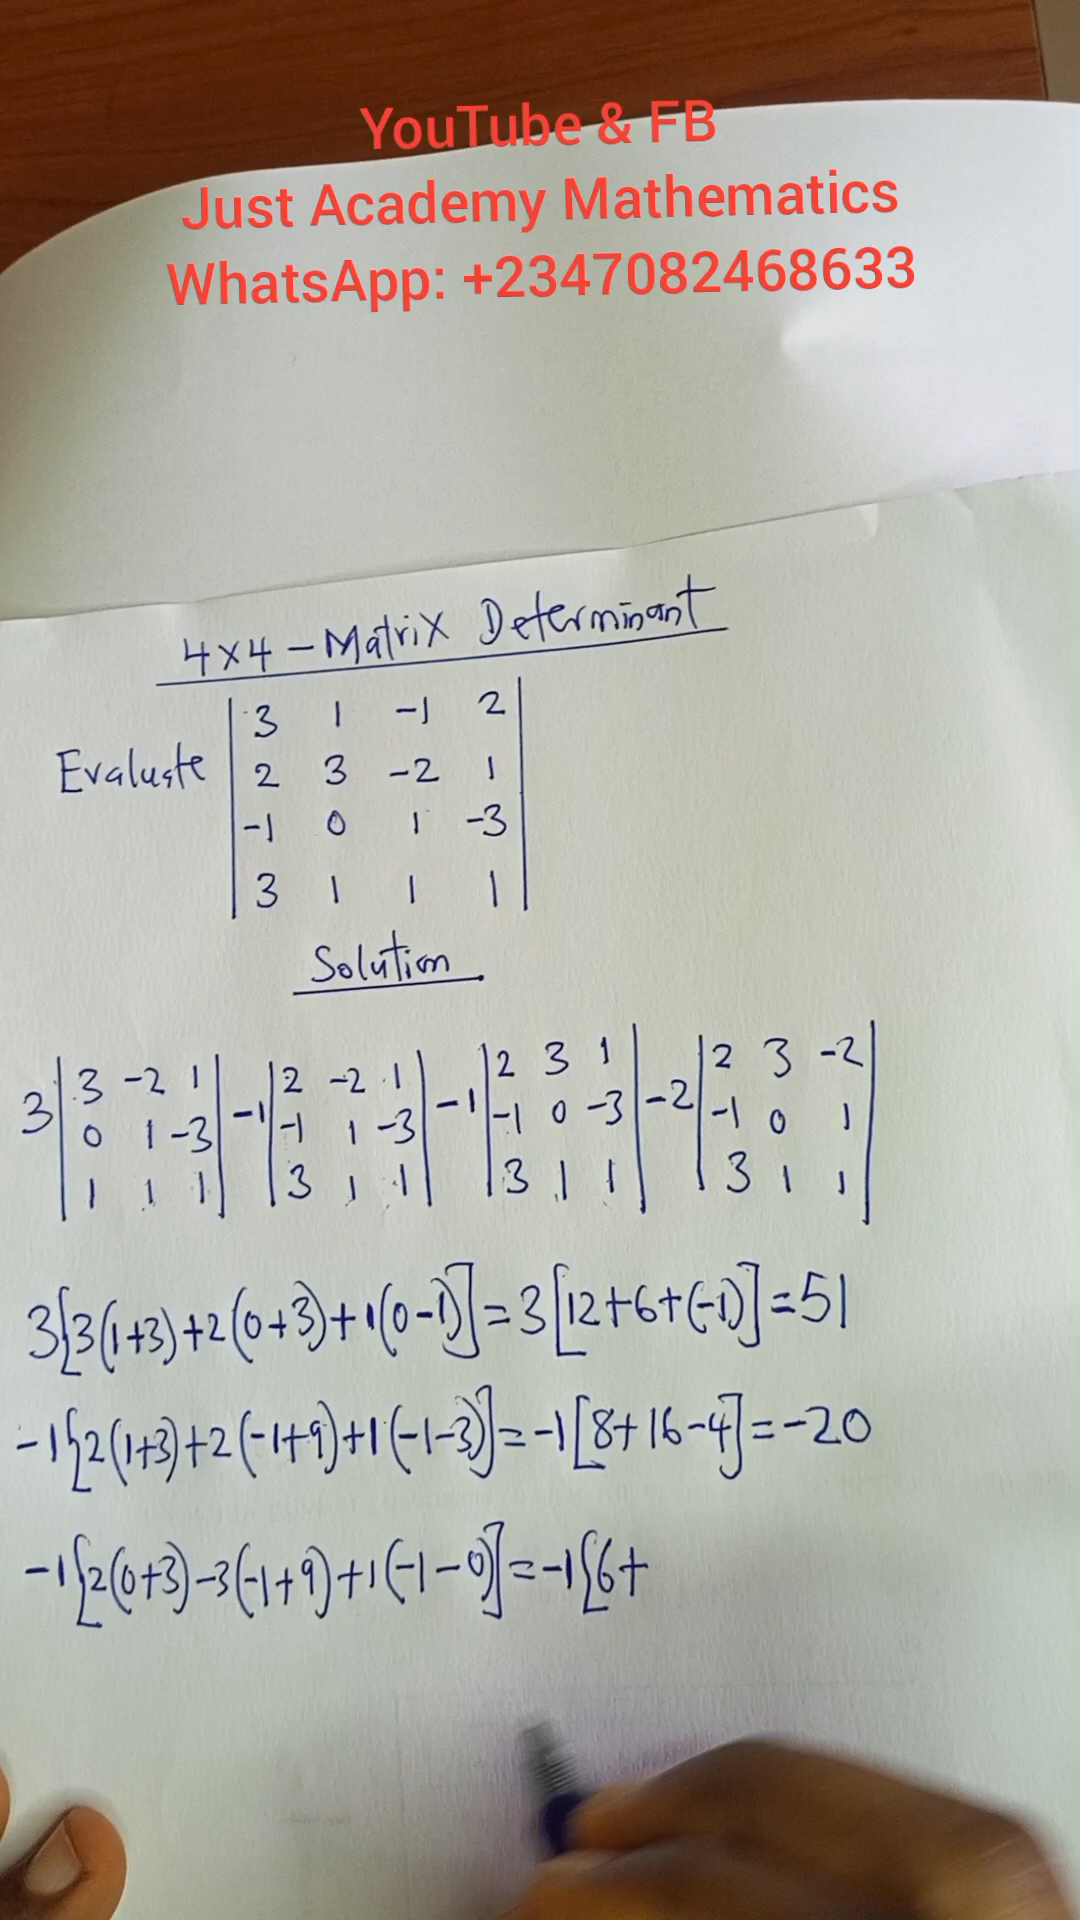 YouTube & FB
Just Academy Mathematics
WhatsApp: +2347082468633
4×4-Matrix Determinant
Evaluate | 3 1 -1 2 |
| 2 3 -2 1 |
| -1 0 1 -3 |
| 3 1 1 1 |
Solution
3 | 3 -2 1 | -1 | 2 -2 1 | -1 | 2 3 1 | -2 | 2 3 -2 |
| 0 1 -3 | | -1 1 -3 | | -1 0 -3 | | -1 0 1 |
| 1 1 1 | | 3 1 1 | | 3 1 1 | | 3 1 1 |
3[3(1+3)+2(0+3)+1(0-1)]=3[12+6+(-1)]=51
-1[2(1+3)+2(-1+9)+1(-1-3)]=-1[8+16-4]=-20
-1[2(0+3)-3(-1+9)+1(-1-0)]=-1[6+